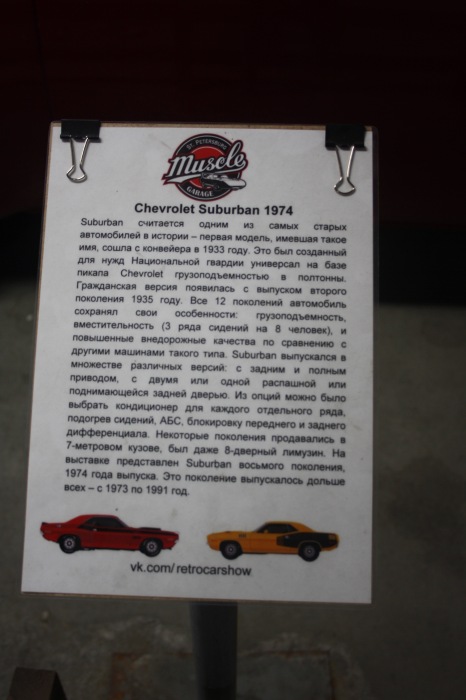 ST. PETERSBURG
Muscle
GARAGE
Chevrolet Suburban 1974
Suburban считается одним из самых старых
автомобилей в истории – первая модель, имевшая такое
имя, сошла с конвейера в 1933 году. Это был созданный
для нужд Национальной гвардии универсал на базе
пикапа Chevrolet грузоподъемностью в полтонны.
Гражданская версия появилась с выпуском второго
поколения 1935 году. Все 12 поколений автомобиль
сохранял свои особенности: грузоподъемность,
вместительность (3 ряда сидений на 8 человек), и
повышенные внедорожные качества по сравнению с
другими машинами такого типа. Suburban выпускался в
множестве различных версий: с задним и полным
приводом, с двумя или одной распашной или
поднимающейся задней дверью. Из опций можно было
выбрать кондиционер для каждого отдельного ряда,
подогрев сидений, АБС, блокировку переднего и заднего
дифференциала. Некоторые поколения продавались в
7-метровом кузове, был даже 8-дверный лимузин. На
выставке представлен Suburban восьмого поколения,
1974 года выпуска. Это поколение выпускалось дольше
всех – с 1973 по 1991 год.
vk.com/retrocarshow